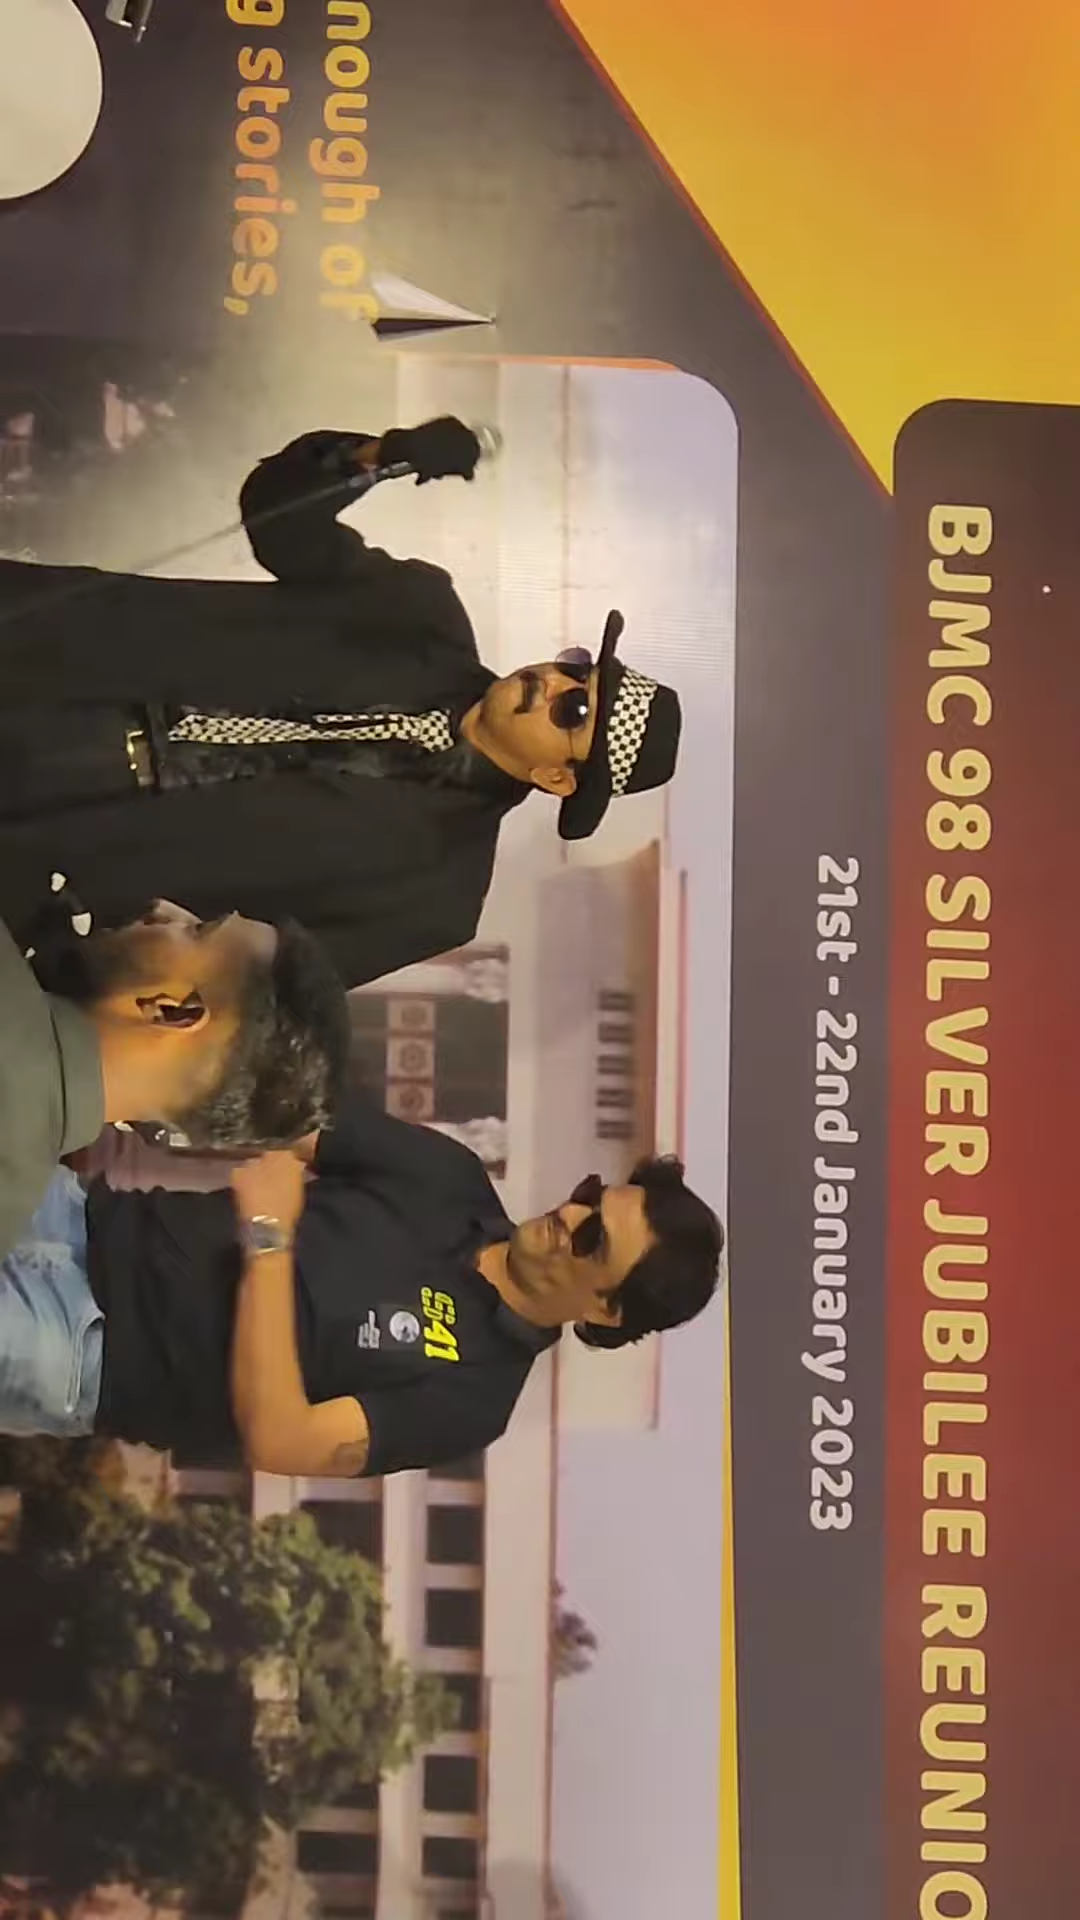 BJMC 98 SILVER JUBILEE REUNIO
21st - 22nd January 2023
nough of
g stories,
41